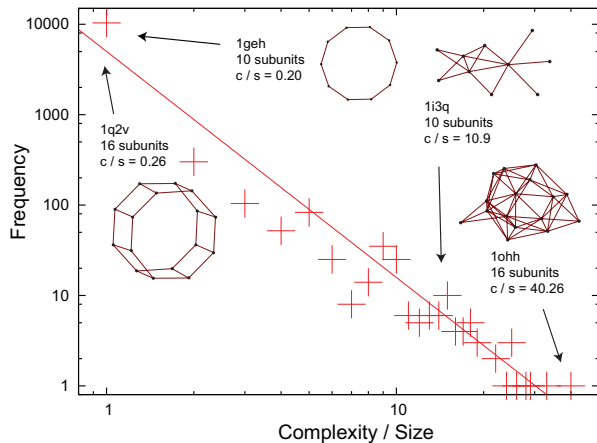 10000
1000
100
10
1
Frequency
1geh
10 subunits
c / s = 0.20
1q2v
16 subunits
c / s = 0.26
1i3q
10 subunits
c / s = 10.9
1ohh
16 subunits
c / s = 40.26
1 10
Complexity / Size